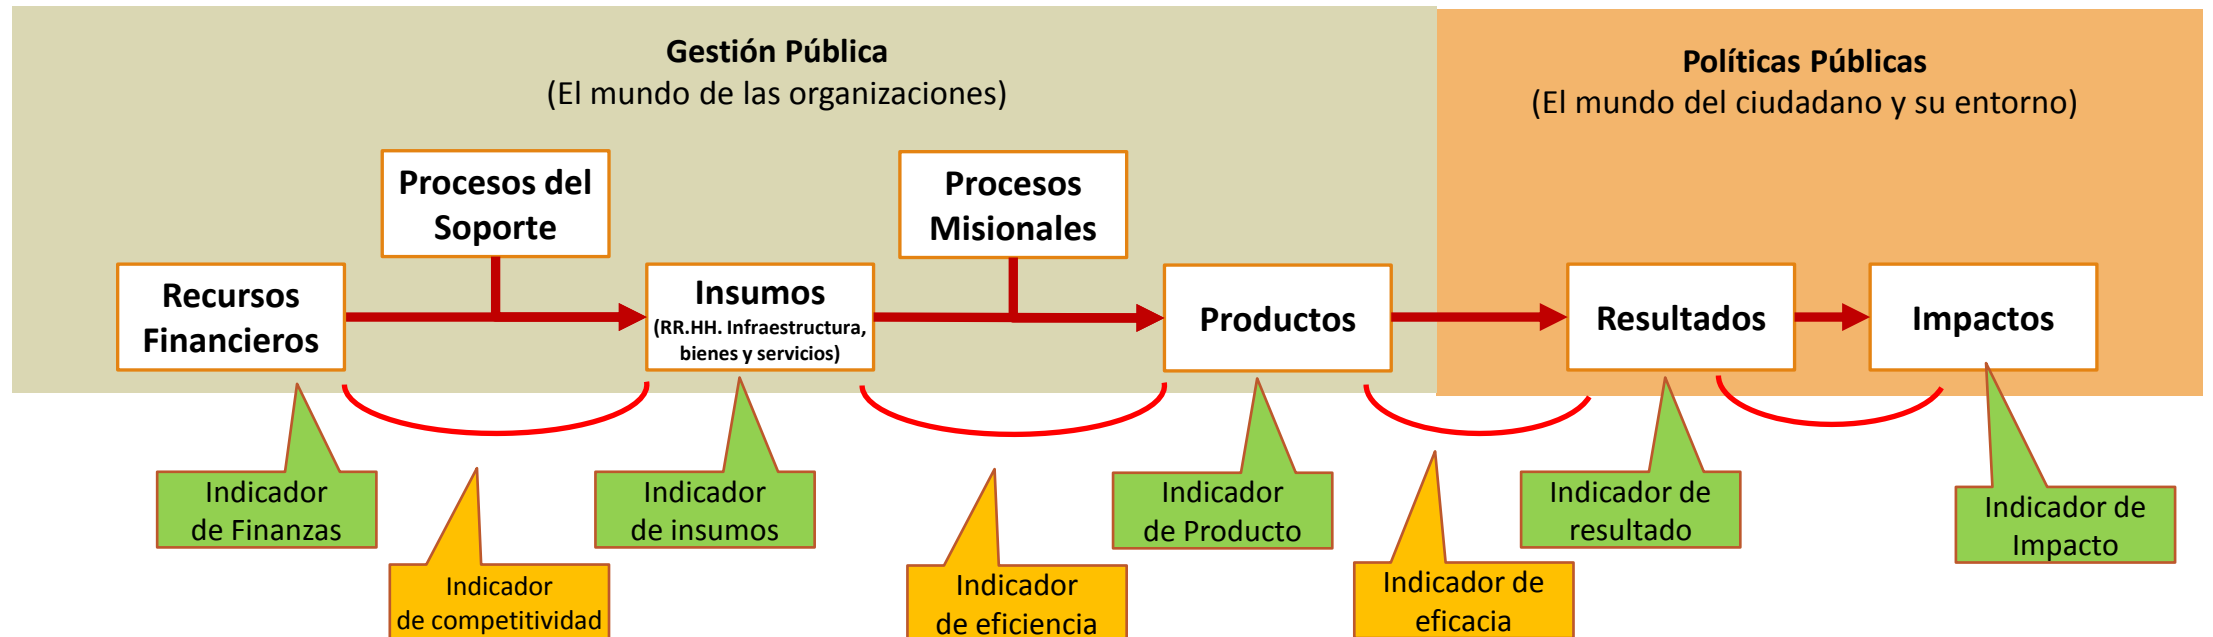 Gestión Pública
(El mundo de las organizaciones)
Políticas Públicas
(El mundo del ciudadano y su entorno)
Procesos del
Soporte
Procesos
Misionales
Recursos
Financieros
Insumos
(RR.HH. Infraestructura,
bienes y servicios)
Productos
Resultados
Impactos
Indicador
de Finanzas
Indicador
de competitividad
Indicador
de insumos
Indicador
de eficiencia
Indicador
de Producto
Indicador de
eficacia
Indicador de
resultado
Indicador de
Impacto